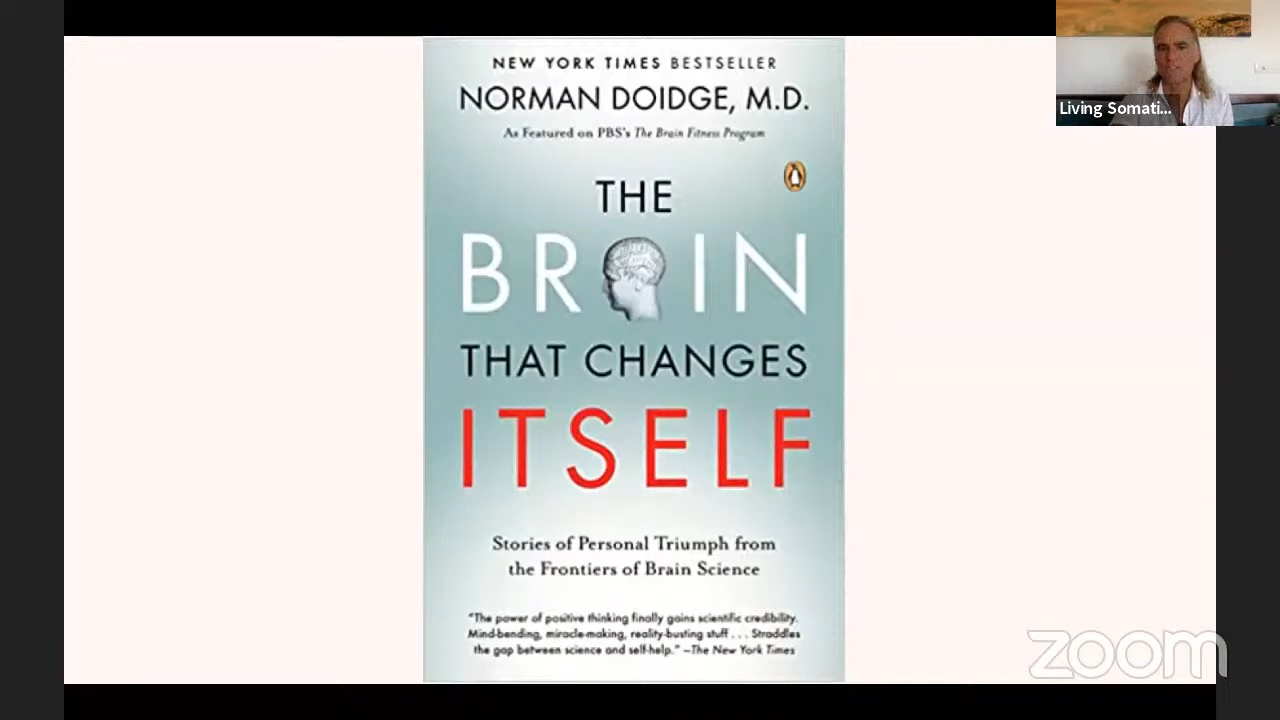 NEW YORK TIMES BESTSELLER
NORMAN DOIDGE, M.D.
As Featured on PBS's The Brain Fitness Program
THE
BR IN
THAT CHANGES
ITSELF
Stories of Personal Triumph from
the Frontiers of Brain Science
"The power of positive thinking finally gains scientific credibility.
Mind-bending, miracle-making, reality-busting stuff . . . Straddles
the gap between science and self-help." –The New York Times
Living Somati...
zoom